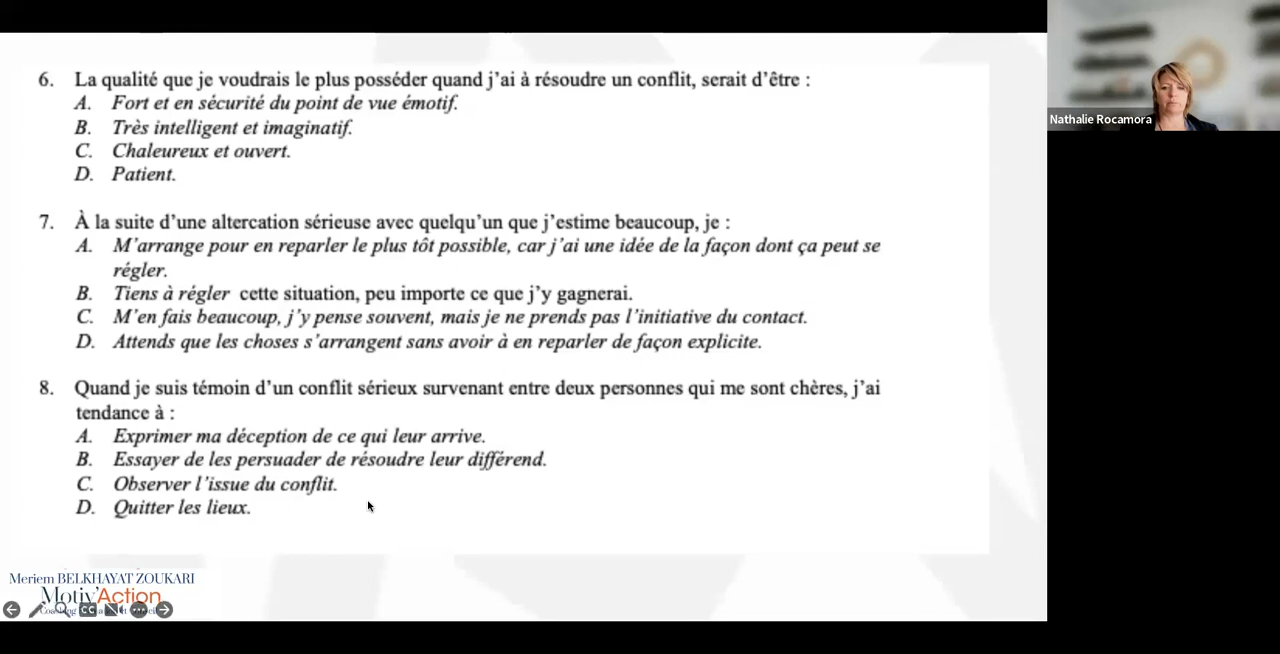 6. La qualité que je voudrais le plus posséder quand j’ai à résoudre un conflit, serait d’être :
A. Fort et en sécurité du point de vue émotif.
B. Très intelligent et imaginatif.
C. Chaleureux et ouvert.
D. Patient.
7. À la suite d’une altercation sérieuse avec quelqu’un que j’estime beaucoup, je :
A. M’arrange pour en reparler le plus tôt possible, car j’ai une idée de la façon dont ça peut se
régler.
B. Tiens à régler cette situation, peu importe ce que j’y gagnerai.
C. M’en fais beaucoup, j’y pense souvent, mais je ne prends pas l’initiative du contact.
D. Attends que les choses s’arrangent sans avoir à en reparler de façon explicite.
8. Quand je suis témoin d’un conflit sérieux survenant entre deux personnes qui me sont chères, j’ai
tendance à :
A. Exprimer ma déception de ce qui leur arrive.
B. Essayer de les persuader de résoudre leur différend.
C. Observer l’issue du conflit.
D. Quitter les lieux.
Nathalie Rocamora
Meriem BELKHAYAT ZOUKARI
Motiv’Action
CC